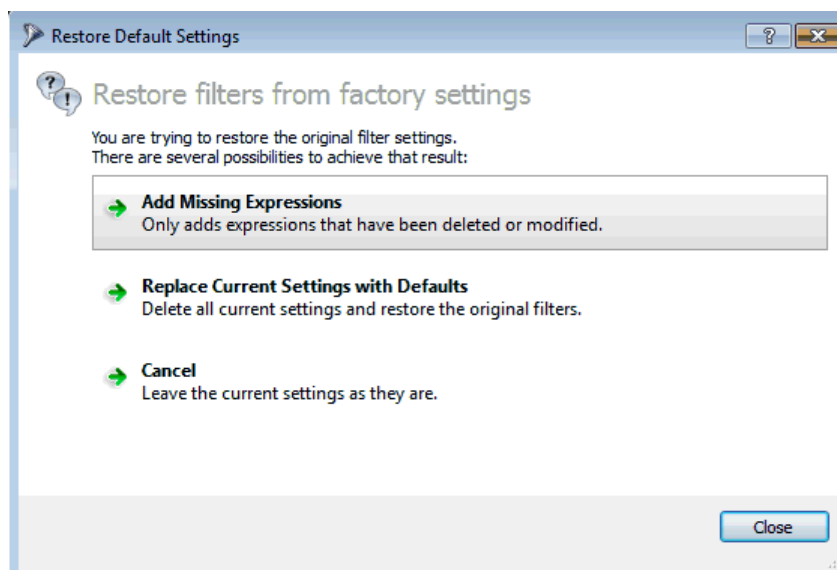 Restore Default Settings
Restore filters from factory settings
You are trying to restore the original filter settings.
There are several possibilities to achieve that result:
Add Missing Expressions
Only adds expressions that have been deleted or modified.
Replace Current Settings with Defaults
Delete all current settings and restore the original filters.
Cancel
Leave the current settings as they are.
Close